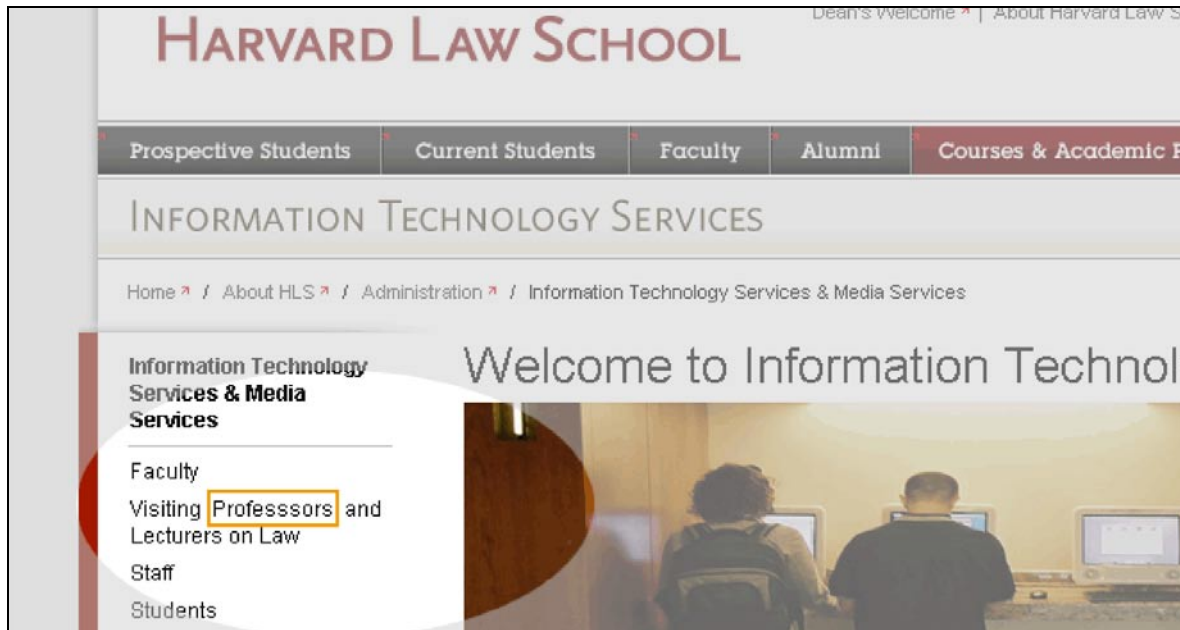 Dean's Welcome | About Harvard Law S
HARVARD LAW SCHOOL
Prospective Students Current Students Faculty Alumni Courses & Academic P
INFORMATION TECHNOLOGY SERVICES
Home / About HLS / Administration / Information Technology Services & Media Services
Information Technology
Services & Media
Services
Welcome to Information Technol
Faculty
Visiting Professsors and
Lecturers on Law
Staff
Students